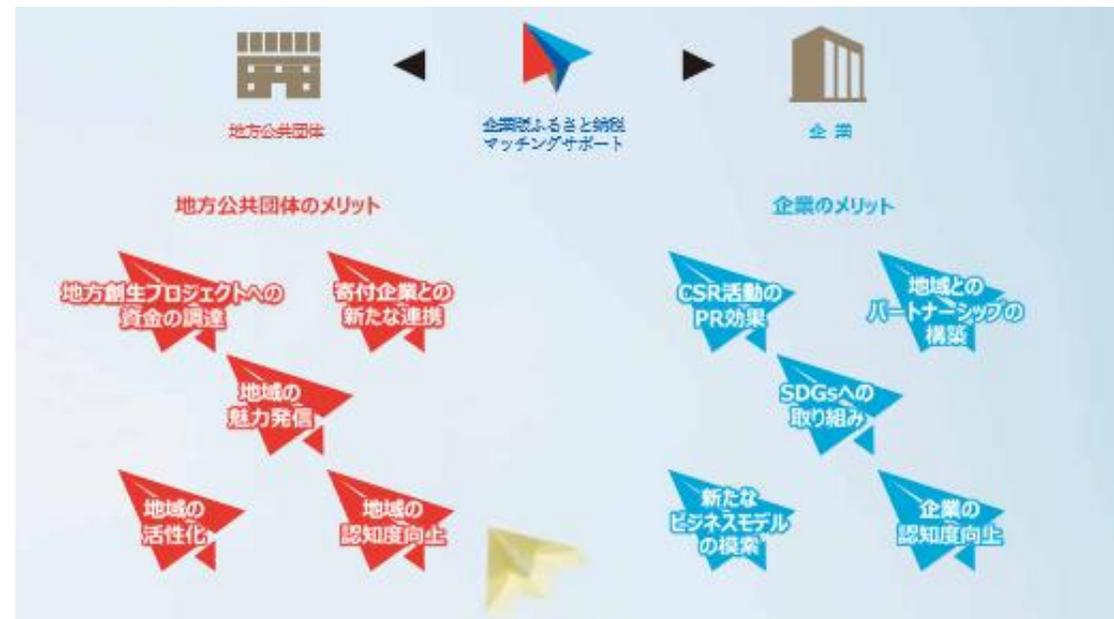 地方公共団体
企業版ふるさと納税
マッチングサポート
企業
地方公共団体のメリット
地方創生プロジェクトへの
資金の調達
寄付企業との
新たな連携
地域の
魅力発信
地域の
活性化
地域の
認知度向上
企業のメリット
CSR活動の
PR効果
地域との
パートナーシップの
構築
SDGsへの
取り組み
新たな
ビジネスモデル
の模索
企業の
認知度向上